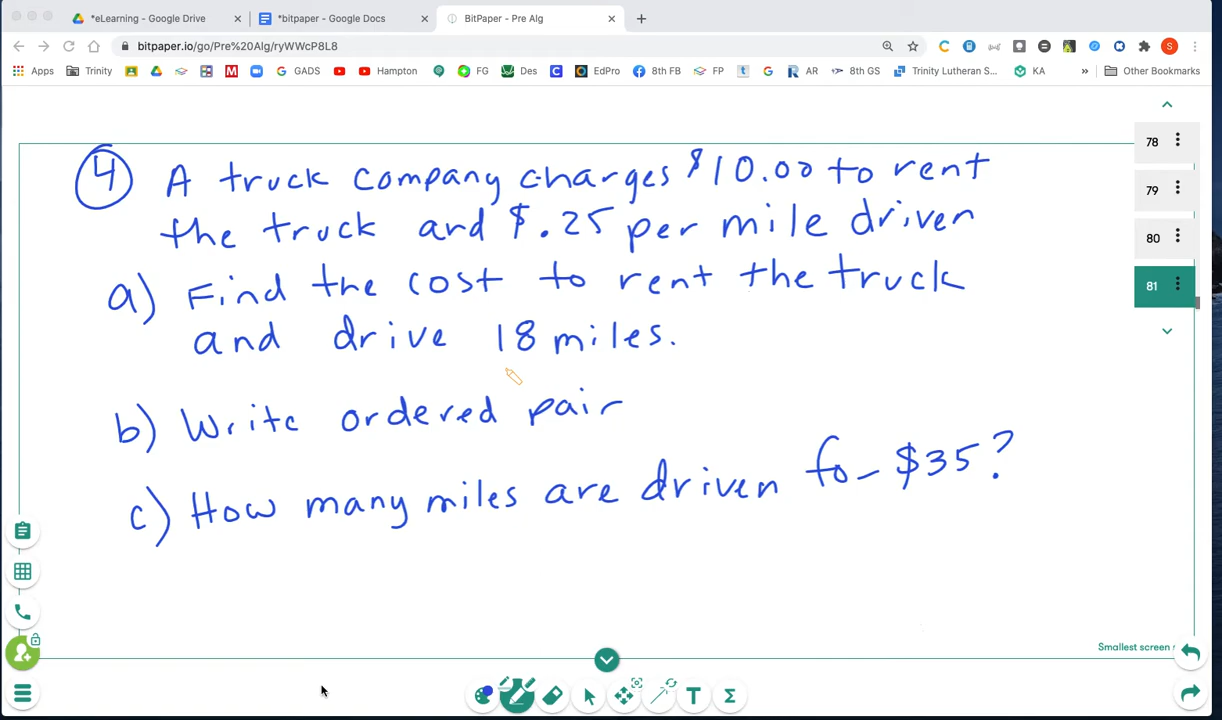 *eLearning - Google Drive
*bitpaper - Google Docs
BitPaper - Pre Alg
bitpaper.io/go/Pre%20Alg/ryWWcP8L8
S
Apps
Trinity
M
GADS
Hampton
FG
Des
C
EdPro
8th FB
FP
t
G
AR
8th GS
Trinity Lutheran S...
KA
»
Other Bookmarks
78
79
80
81
④ A truck company charges $10.00 to rent
the truck and $.25 per mile driven
a) Find the cost to rent the truck
and drive 18 miles.
b) Write ordered pair
c) How many miles are driven for $35?
Smallest screen
T
Σ